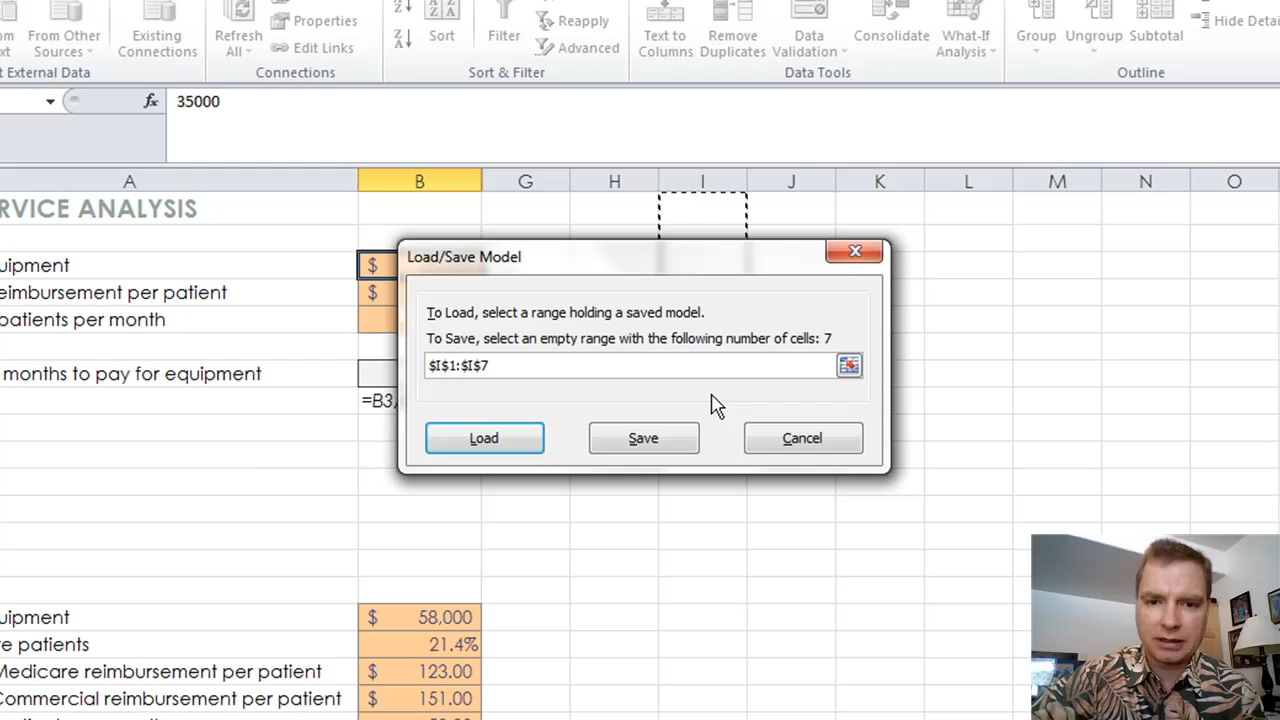 From Other
Sources
Existing
Connections
Refresh
All
Properties
Edit Links
Sort
Filter
Reapply
Advanced
Text to
Columns
Remove
Duplicates
Data
Validation
Consolidate
What-If
Analysis
Group
Ungroup
Subtotal
Hide Detail
External Data
Connections
Sort & Filter
Data Tools
Outline
fx 35000
A B G H I J K L M N O
RVICE ANALYSIS
uipment $
eimbursement per patient $
patients per month
months to pay for equipment
=B3/
Load/Save Model
To Load, select a range holding a saved model.
To Save, select an empty range with the following number of cells: 7
$I$1:$I$7
Load Save Cancel
uipment $ 58,000
re patients 21.4%
Medicare reimbursement per patient $ 123.00
Commercial reimbursement per patient $ 151.00